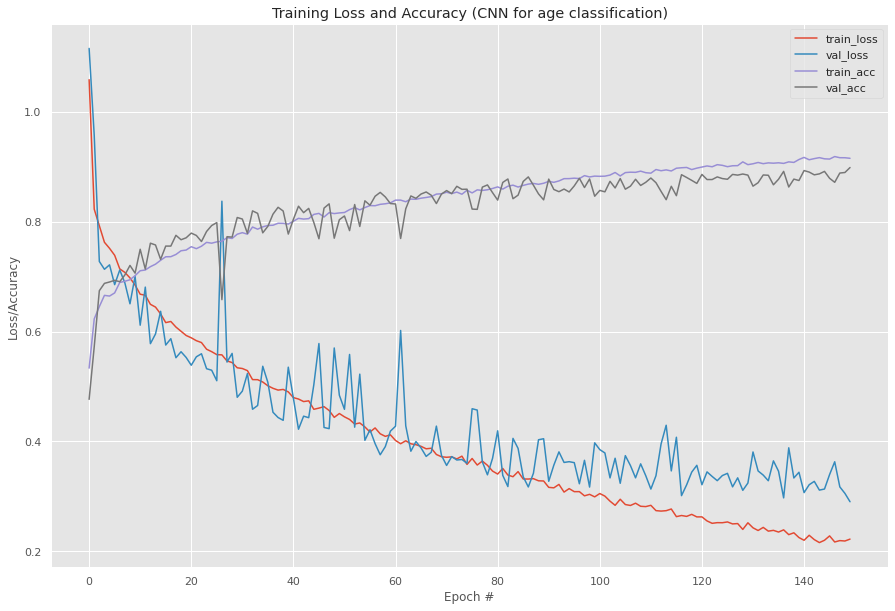 Training Loss and Accuracy (CNN for age classification)
train_loss
val_loss
train_acc
val_acc
1.0
0.8
0.6
0.4
0.2
Loss/Accuracy
0 20 40 60 80 100 120 140
Epoch #